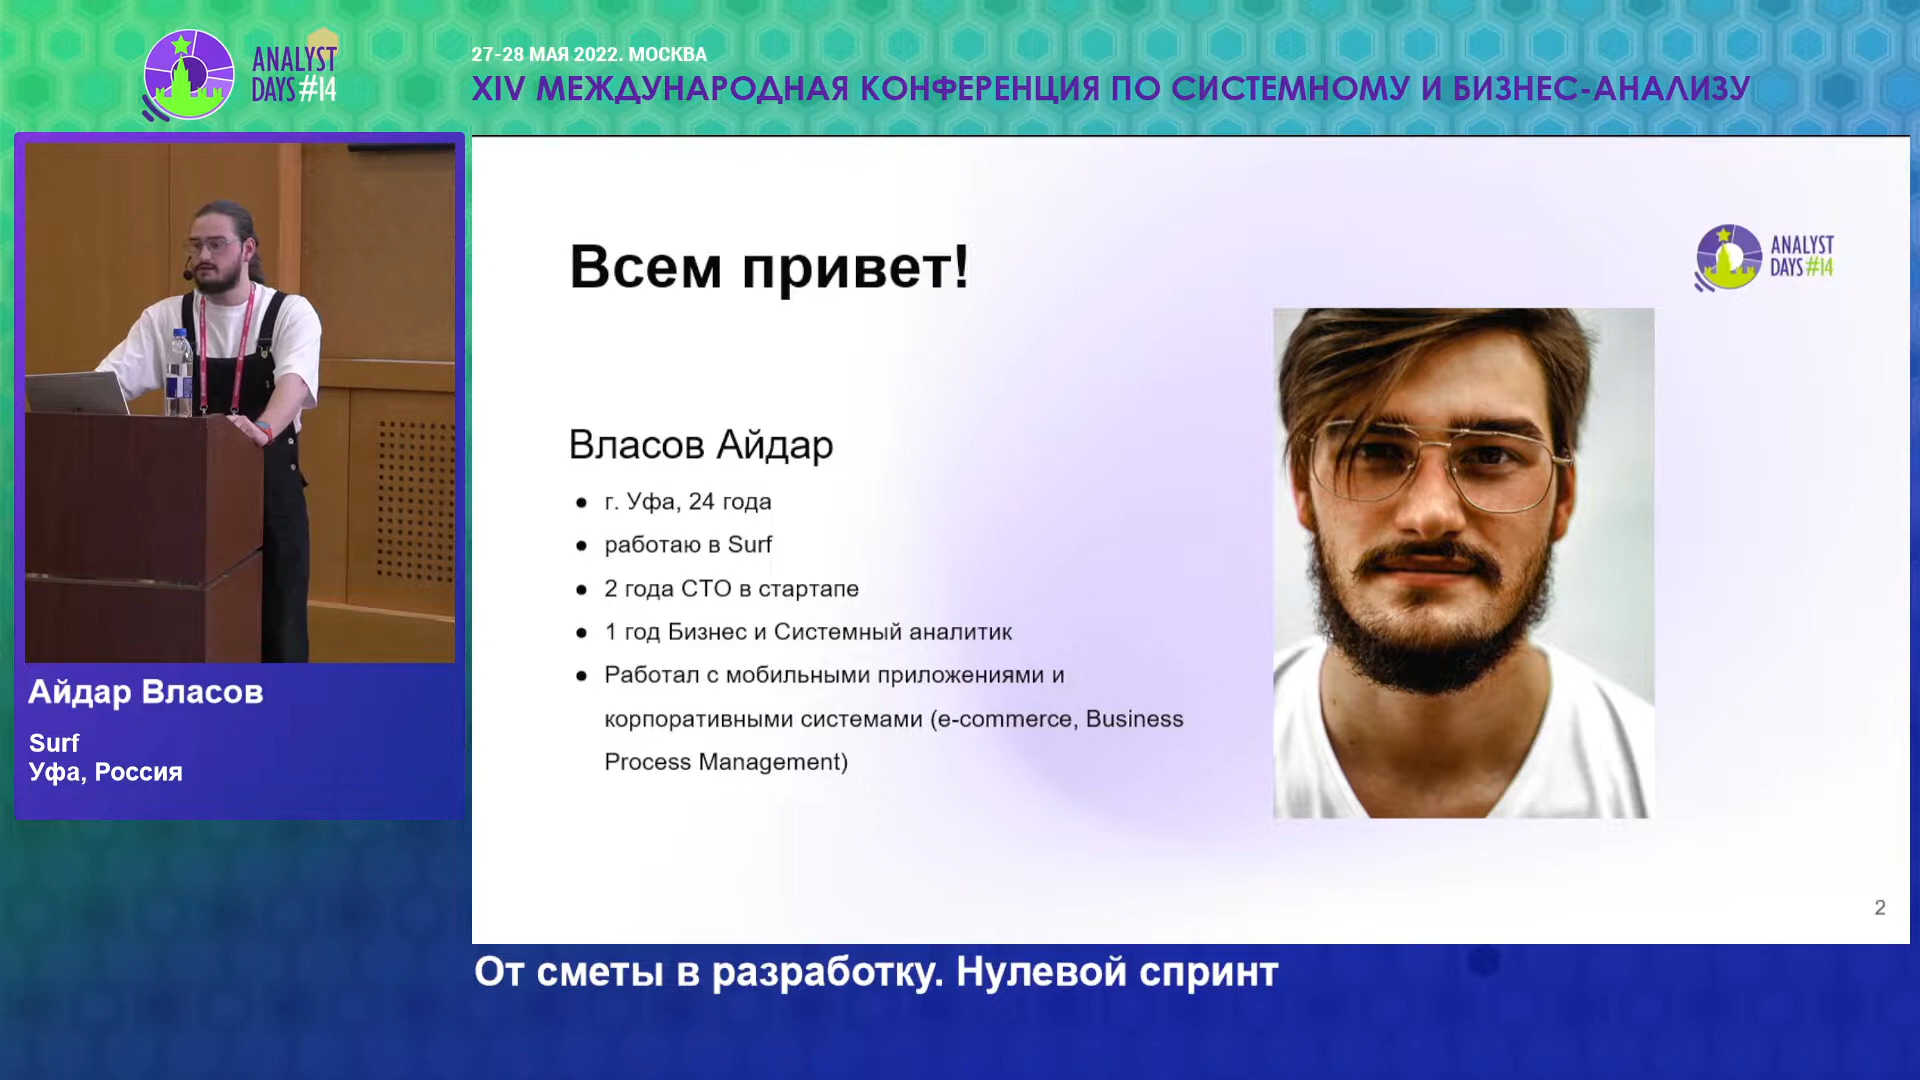 ANALYST
DAYS #14
27-28 МАЯ 2022. МОСКВА
XIV МЕЖДУНАРОДНАЯ КОНФЕРЕНЦИЯ ПО СИСТЕМНОМУ И БИЗНЕС-АНАЛИЗУ
Айдар Власов
Surf
Уфа, Россия
Всем привет!
ANALYST
DAYS #14
Власов Айдар
• г. Уфа, 24 года
• работаю в Surf
• 2 года СТО в стартапе
• 1 год Бизнес и Системный аналитик
• Работал с мобильными приложениями и
корпоративными системами (e-commerce, Business
Process Management)
2
От сметы в разработку. Нулевой спринт